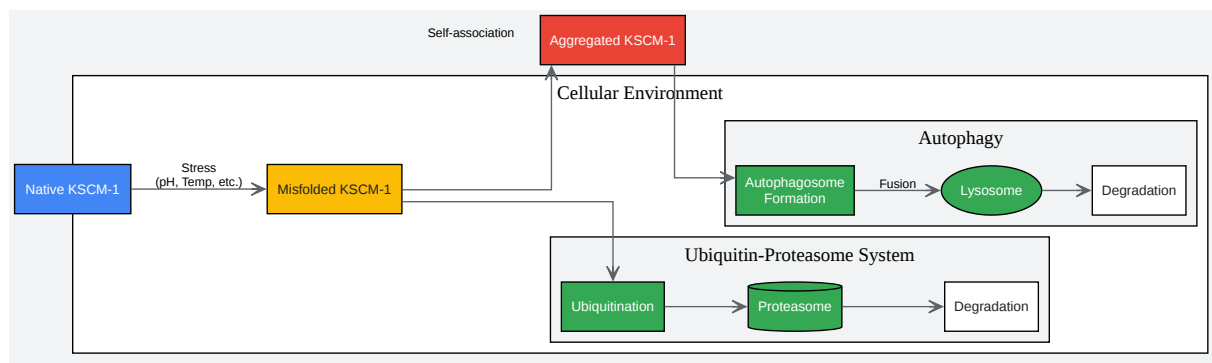 Self-association
Aggregated KSCM-1
Cellular Environment
Autophagy
Native KSCM-1
Stress
(pH, Temp, etc.)
Misfolded KSCM-1
Autophagosome
Formation
Fusion
Lysosome
Degradation
Ubiquitin-Proteasome System
Ubiquitination
Proteasome
Degradation